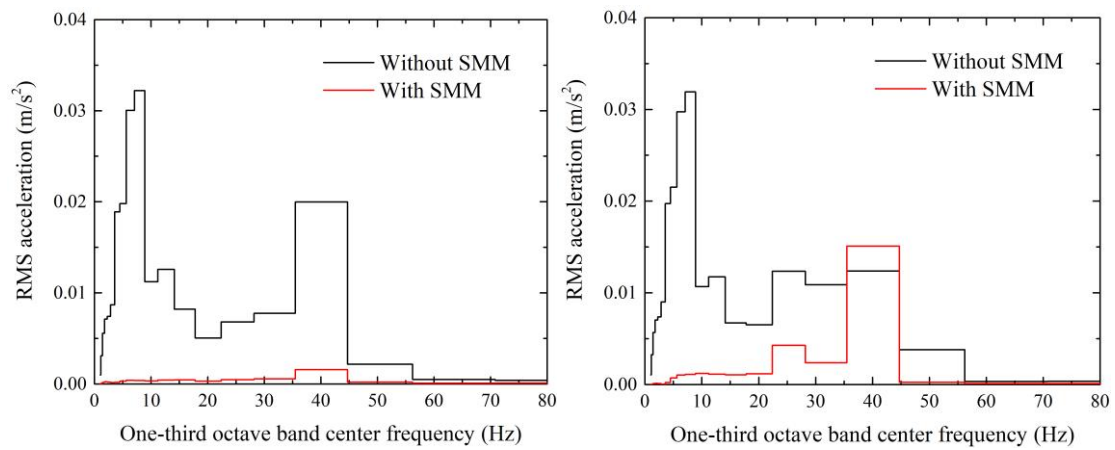 0.04
0.03
0.02
0.01
0.00
RMS acceleration (m/s²)
Without SMM
With SMM
0 10 20 30 40 50 60 70 80
One-third octave band center frequency (Hz)
0.04
0.03
0.02
0.01
0.00
RMS acceleration (m/s²)
Without SMM
With SMM
0 10 20 30 40 50 60 70 80
One-third octave band center frequency (Hz)